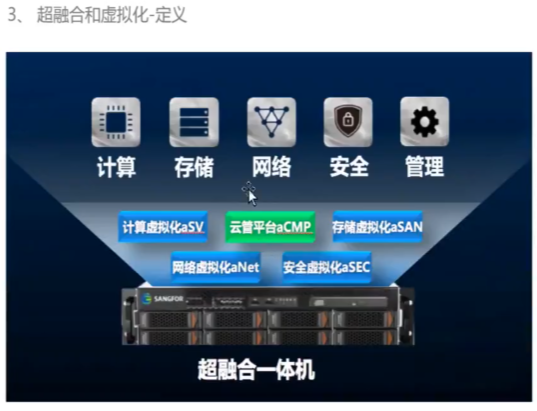 3、 超融合和虚拟化-定义
计算 存储 网络 安全 管理
计算虚拟化aSV 云管平台aCMP 存储虚拟化aSAN
网络虚拟化aNet 安全虚拟化aSEC
SANGFOR
超融合一体机